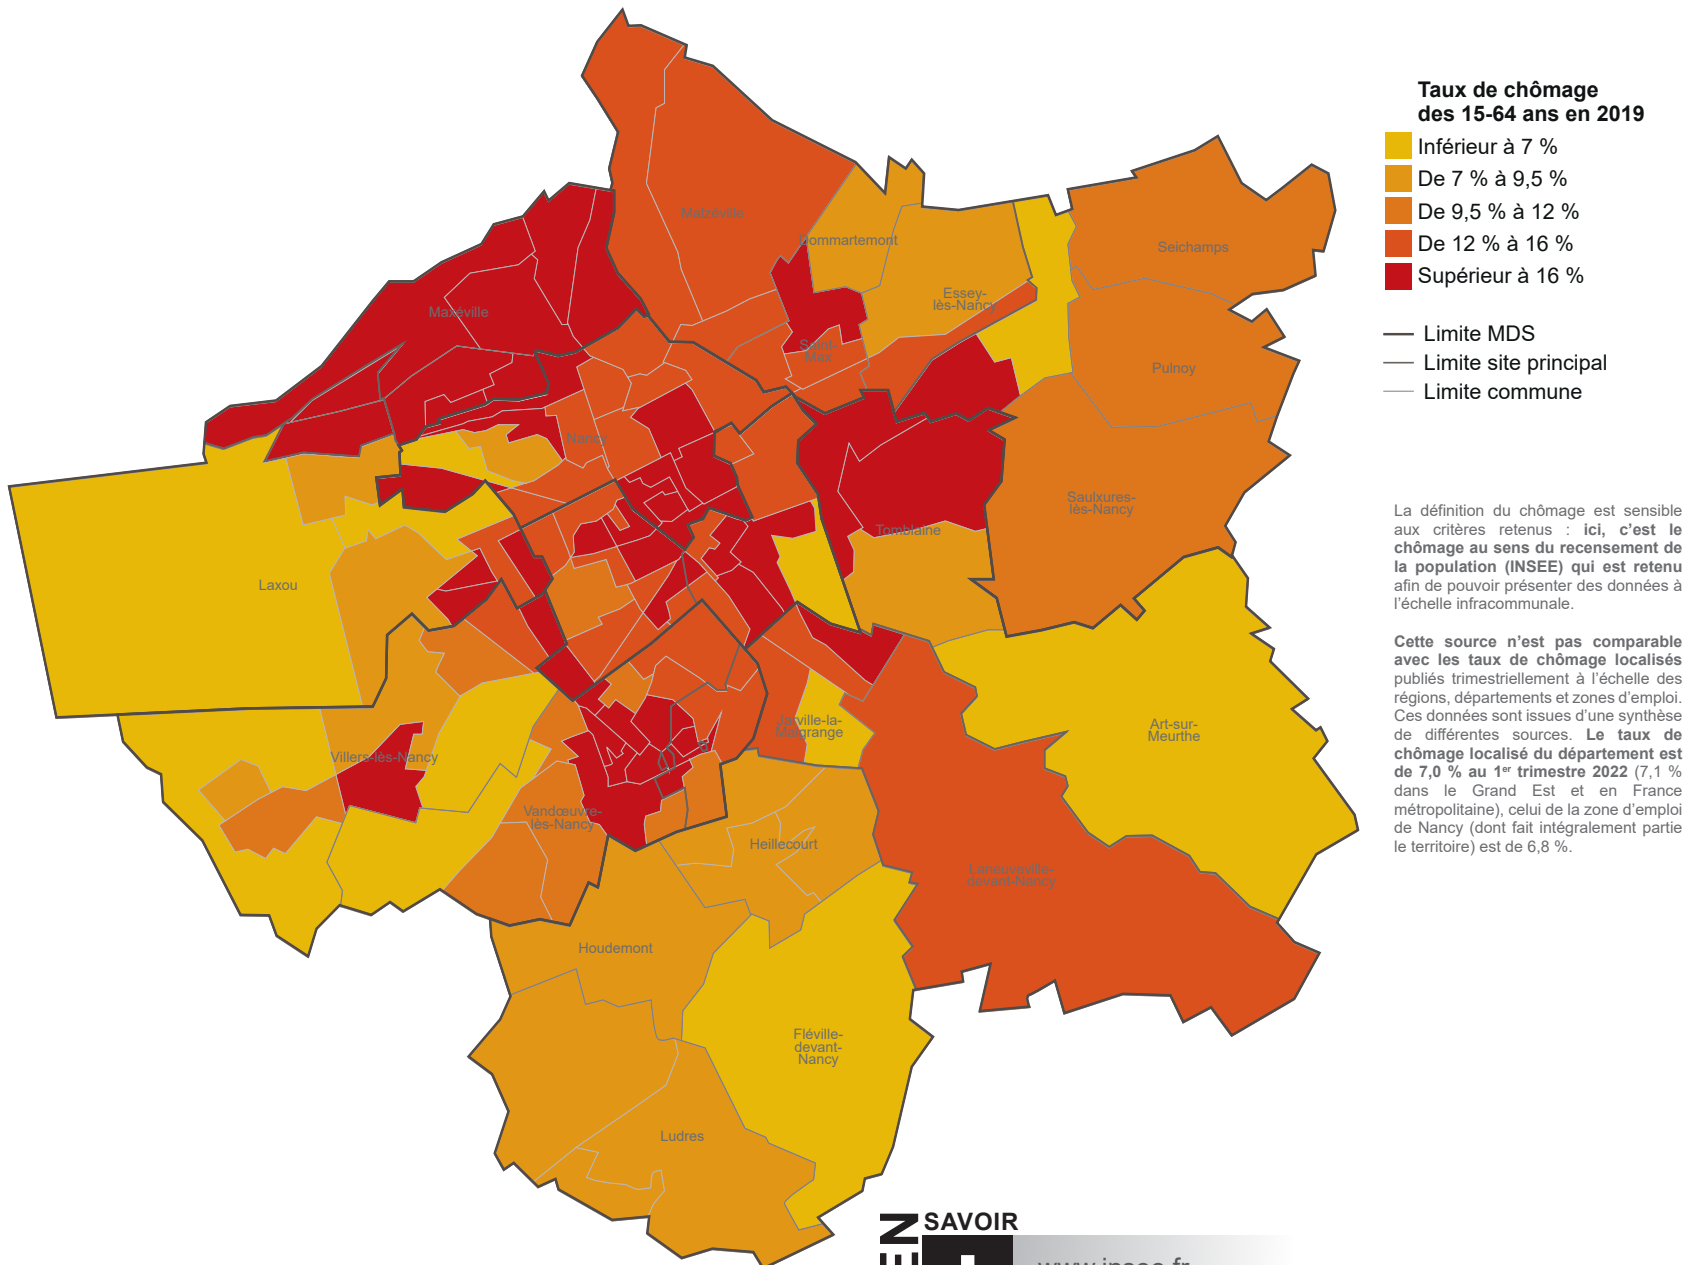 Taux de chômage
des 15-64 ans en 2019
Inférieur à 7 %
De 7 % à 9,5 %
De 9,5 % à 12 %
De 12 % à 16 %
Supérieur à 16 %
Limite MDS
Limite site principal
Limite commune
Malzéville
Dommartemont
Seichamps
Essey-
lès-Nancy
Maxéville
Saint-
Max
Pulnoy
Nancy
Saulxures-
lès-Nancy
Tomblaine
Laxou
Jarville-la-
Malgrange
Art-sur-
Meurthe
Villers-lès-Nancy
Vandœuvre-
lès-Nancy
Heillecourt
Laneuveville-
devant-Nancy
Houdemont
Fléville-
devant-
Nancy
Ludres
La définition du chômage est sensible
aux critères retenus : ici, c’est le
chômage au sens du recensement de
la population (INSEE) qui est retenu
afin de pouvoir présenter des données à
l’échelle infracommunale.
Cette source n’est pas comparable
avec les taux de chômage localisés
publiés trimestriellement à l’échelle des
régions, départements et zones d’emploi.
Ces données sont issues d’une synthèse
de différentes sources. Le taux de
chômage localisé du département est
de 7,0 % au 1er trimestre 2022 (7,1 %
dans le Grand Est et en France
métropolitaine), celui de la zone d’emploi
de Nancy (dont fait intégralement partie
le territoire) est de 6,8 %.
EN
SAVOIR
www.insee.fr